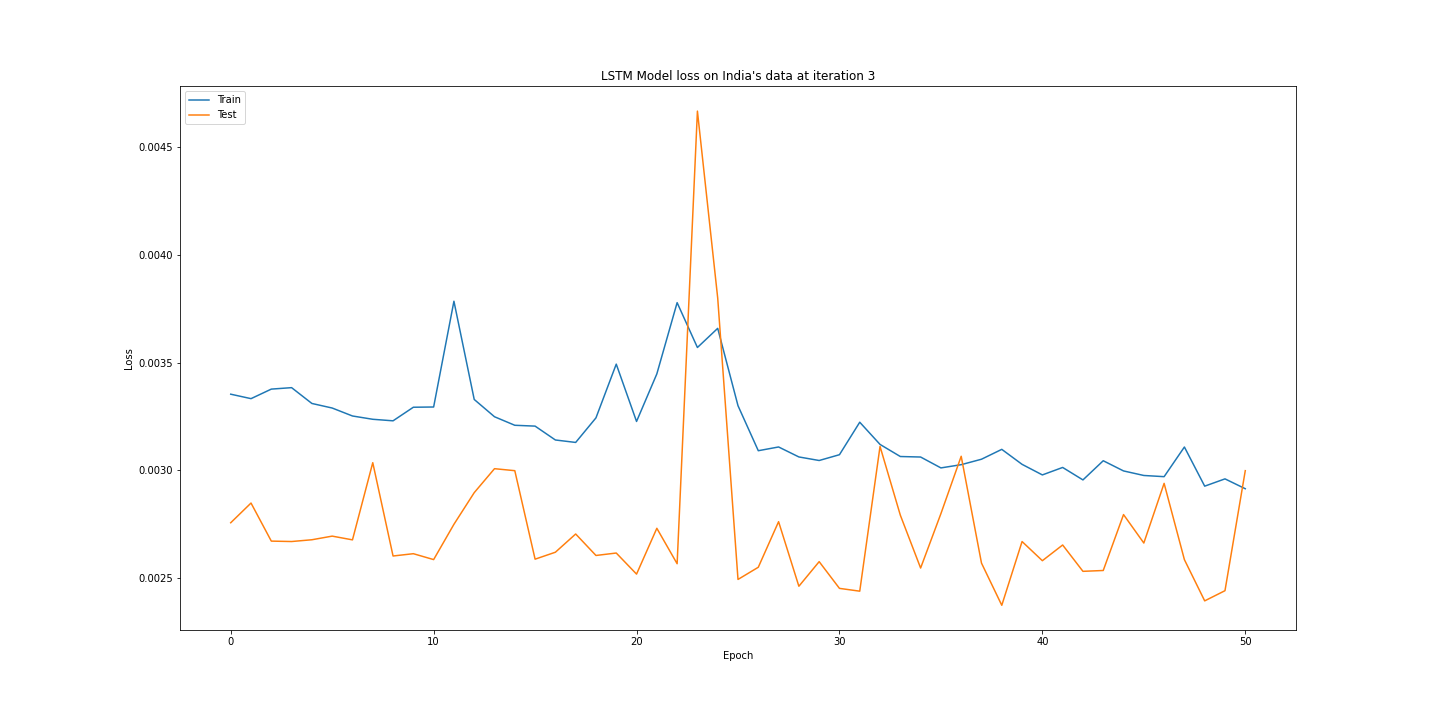 LSTM Model loss on India's data at iteration 3
Train
Test
0.0045
0.0040
0.0035
0.0030
0.0025
Loss
0 10 20 30 40 50
Epoch